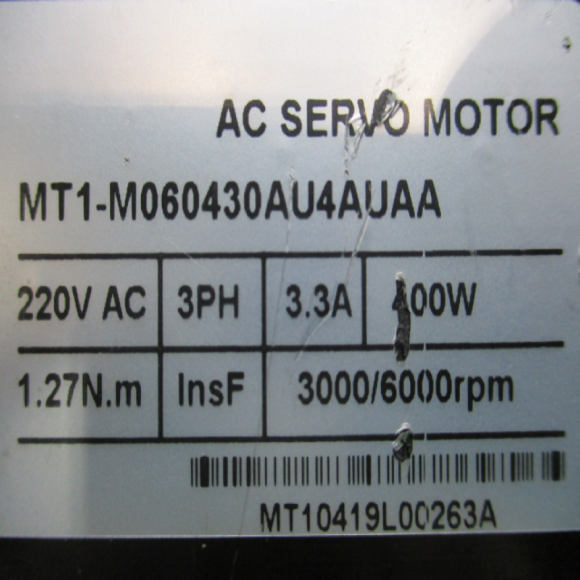 AC SERVO MOTOR
MT1-M060430AU4AUAA
220V AC 3PH 3.3A 400W
1.27N.m InsF 3000/6000rpm
MT10419L00263A